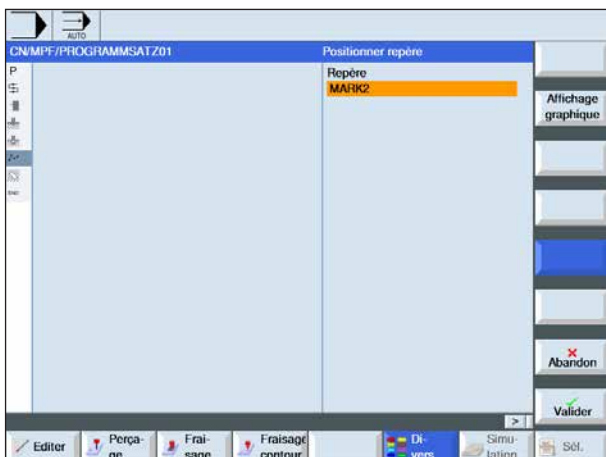 AUTO
CN/MPF/PROGRAMMSATZ01
Positionner repère
P
Repère
MARK2
END
Affichage
graphique
Abandon
Valider
>
Editer
Perça-
ge
Frai-
sage
Fraisage
contour
Di-
vers
Simu-
lation
Sél.